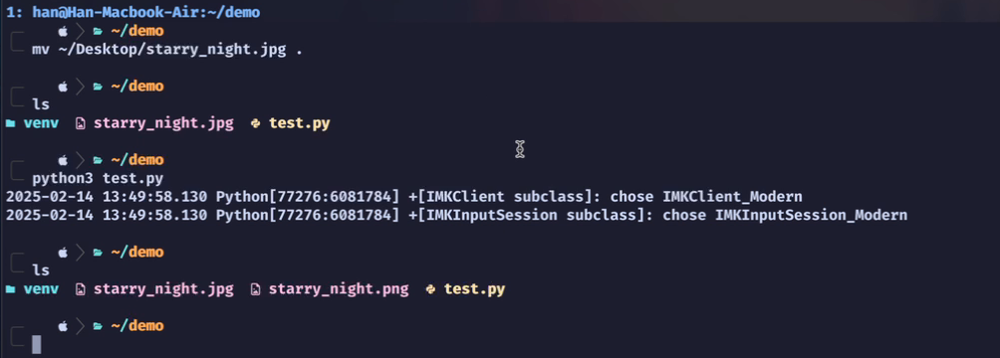 1: han@Han-Macbook-Air:~/demo
~/demo
mv ~/Desktop/starry_night.jpg .
~/demo
ls
venv starry_night.jpg test.py
~/demo
python3 test.py
2025-02-14 13:49:58.130 Python[77276:6081784] +[IMKClient subclass]: chose IMKClient_Modern
2025-02-14 13:49:58.130 Python[77276:6081784] +[IMKInputSession subclass]: chose IMKInputSession_Modern
~/demo
ls
venv starry_night.jpg starry_night.png test.py
~/demo